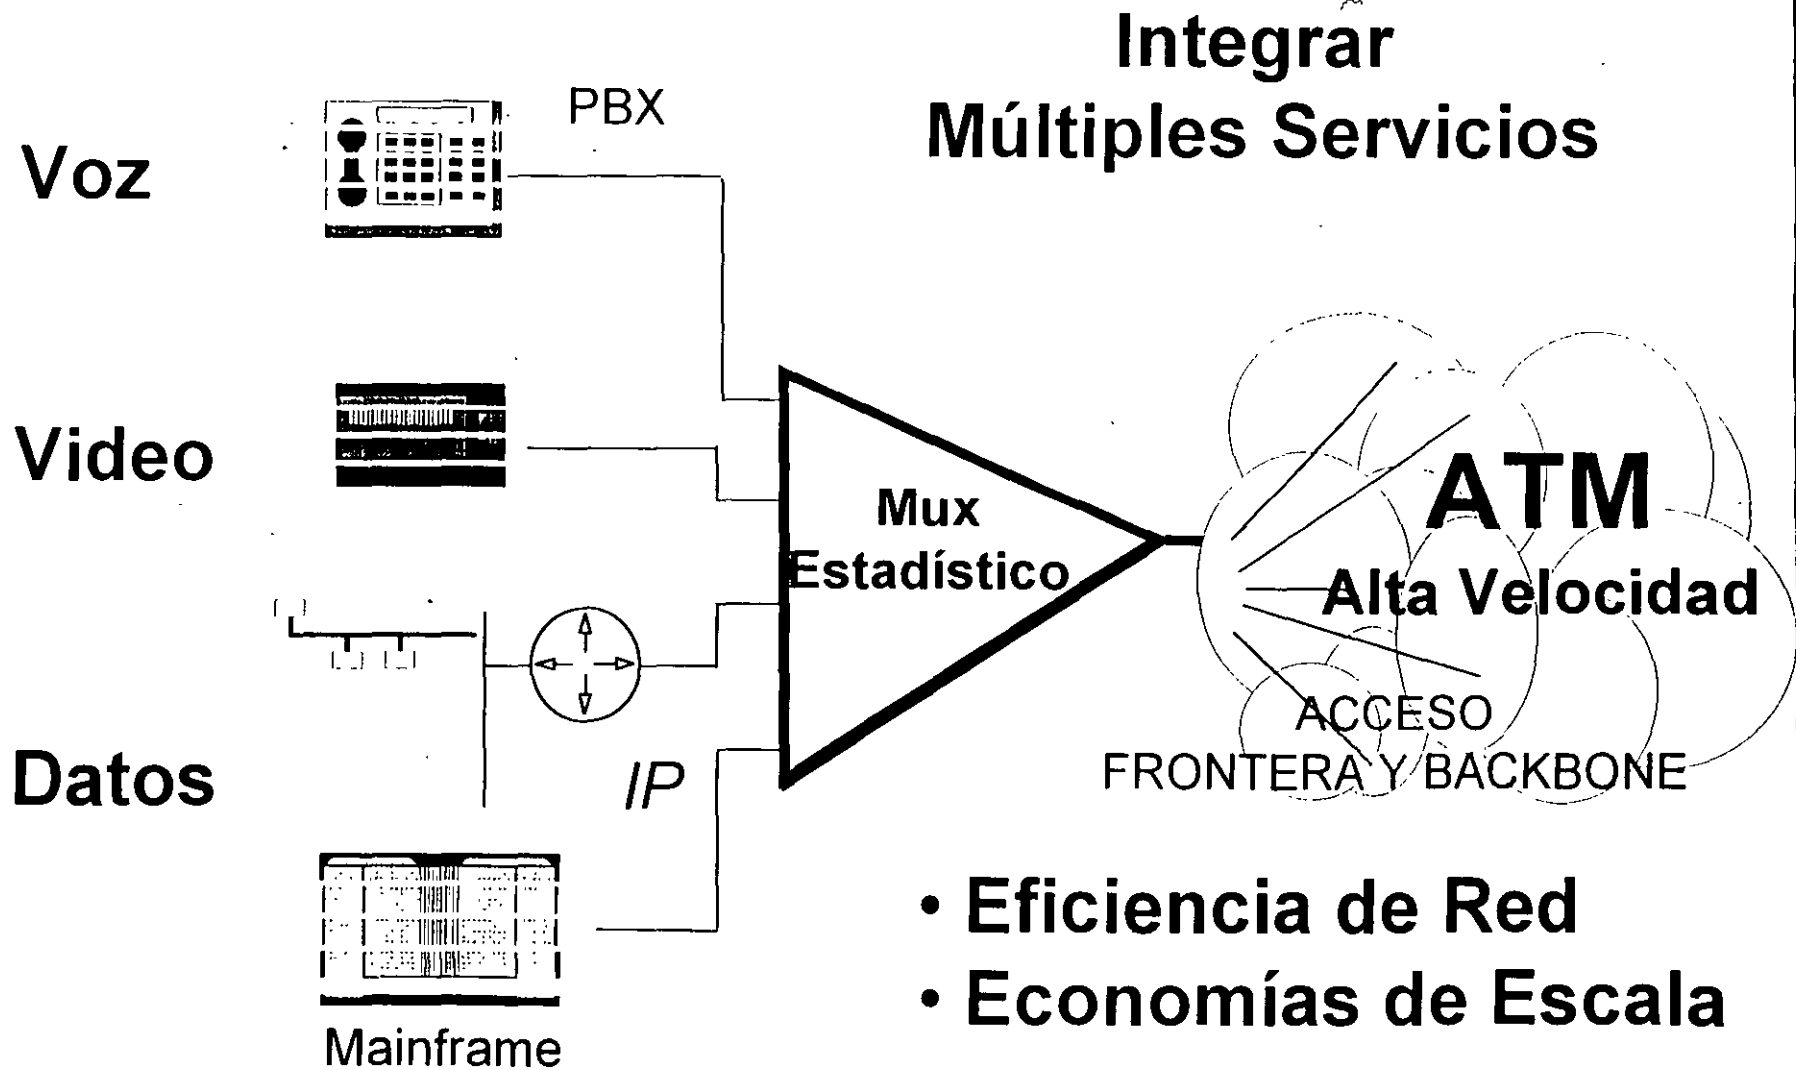 Integrar
Múltiples Servicios
PBX
Voz
Video
Mux
Estadístico
ATM
Alta Velocidad
ACCESO
FRONTERA Y BACKBONE
Datos
IP
Mainframe
• Eficiencia de Red
• Economías de Escala